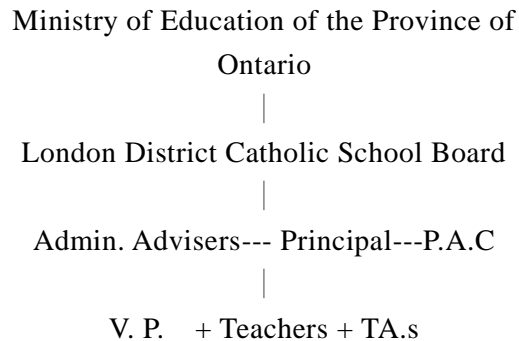 Ministry of Education of the Province of
Ontario
London District Catholic School Board
Admin. Advisers--- Principal---P.A.C
V. P. + Teachers + TA.s